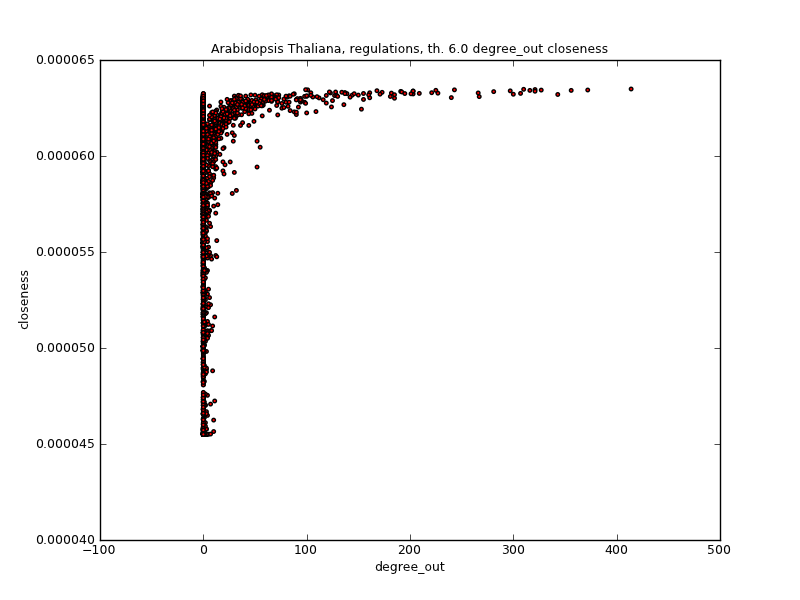 Arabidopsis Thaliana, regulations, th. 6.0 degree_out closeness
0.000065
0.000060
0.000055
0.000050
0.000045
0.000040
closeness
−100 0 100 200 300 400 500
degree_out